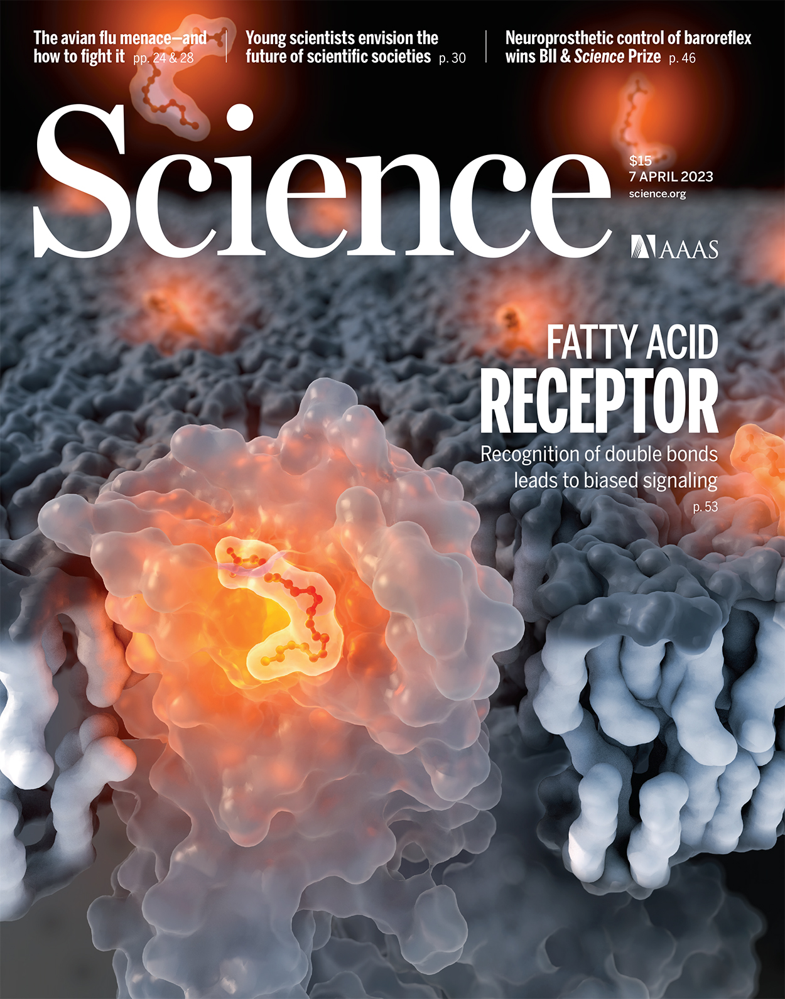 The avian flu menace—and
how to fight it pp. 24 & 28
Young scientists envision the
future of scientific societies p. 30
Neuroprosthetic control of baroreflex
wins BII & Science Prize p. 46
Science
$15
7 APRIL 2023
science.org
AAAS
FATTY ACID
RECEPTOR
Recognition of double bonds
leads to biased signaling
p. 53